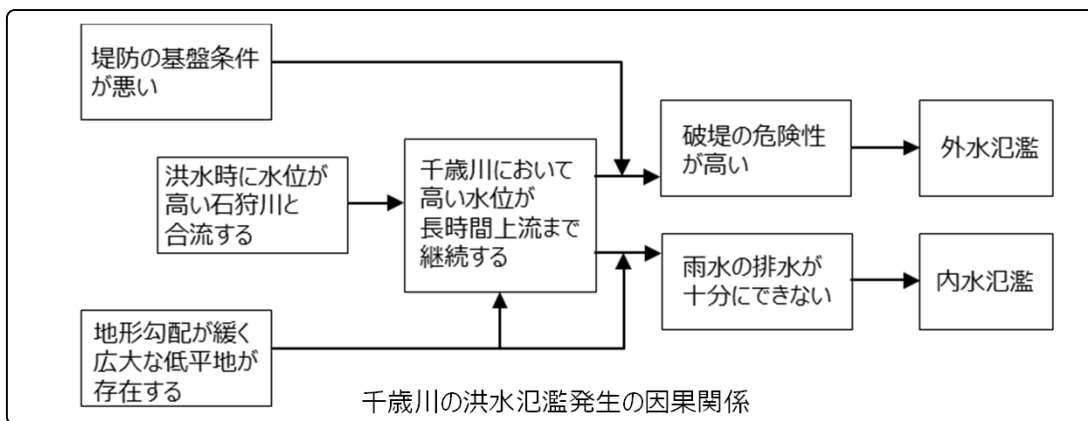 堤防の基盤条件
が悪い
洪水時に水位が
高い石狩川と
合流する
地形勾配が緩く
広大な低平地が
存在する
千歳川において
高い水位が
長時間上流まで
継続する
破堤の危険性
が高い
外水氾濫
雨水の排水が
十分にできない
内水氾濫
千歳川の洪水氾濫発生の因果関係